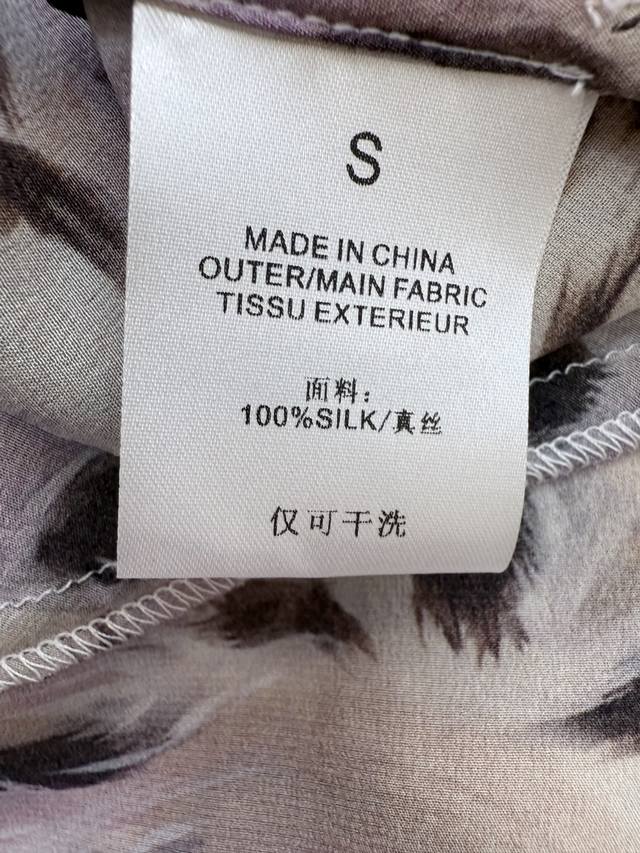 S
MADE IN CHINA
OUTER/MAIN FABRIC
TISSU EXTERIEUR
面料：
100%SILK/真丝
仅可干洗